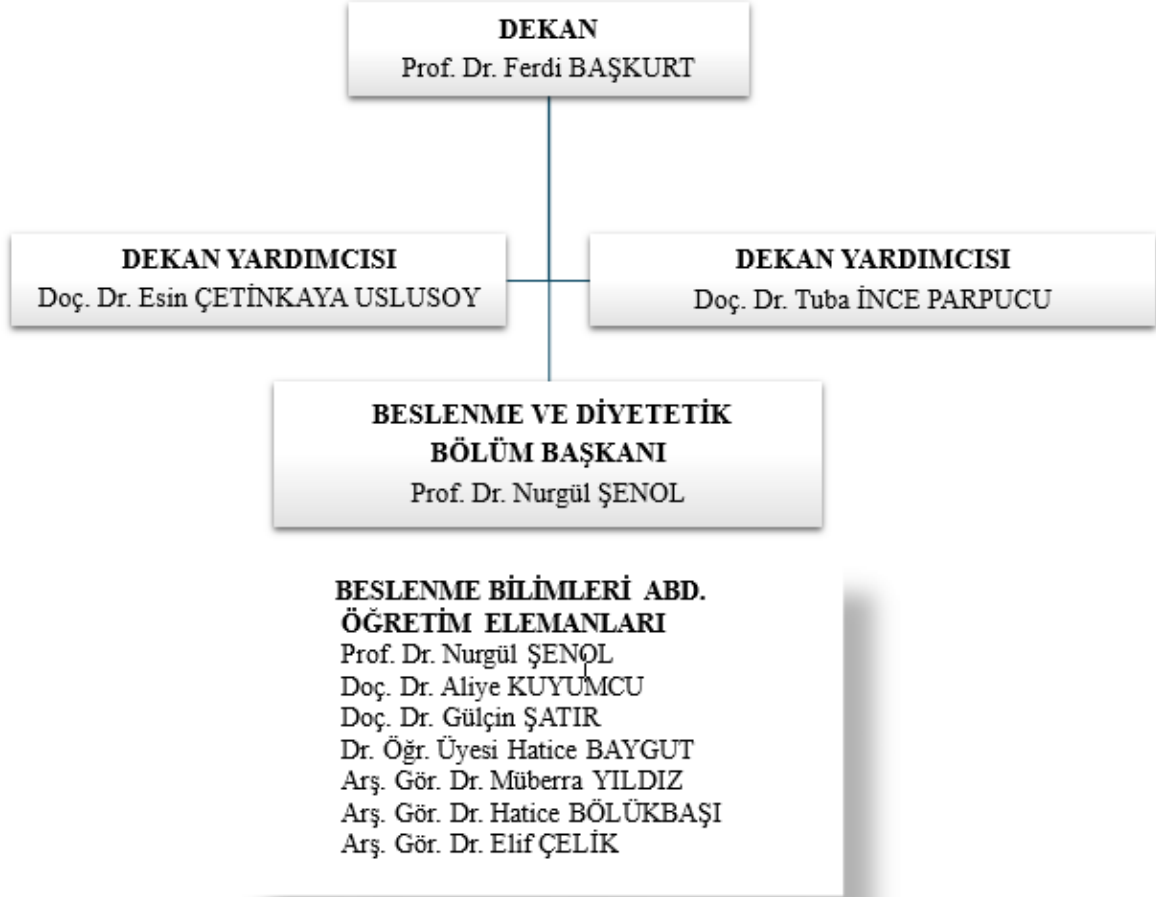 DEKAN
Prof. Dr. Ferdi BAŞKURT
DEKAN YARDIMCISI
Doç. Dr. Esin ÇETİNKAYA USLUSOY
DEKAN YARDIMCISI
Doç. Dr. Tuba İNCE PARPUCU
BESLENME VE DİYETETİK
BÖLÜM BAŞKANI
Prof. Dr. Nurgül ŞENOL
BESLENME BİLİMLERİ ABD.
ÖĞRETİM ELEMANLARI
Prof. Dr. Nurgül ŞENOL
Doç. Dr. Aliye KUYUMCU
Doç. Dr. Gülçin ŞATIR
Dr. Öğr. Üyesi Hatice BAYGUT
Arş. Gör. Dr. Müberra YILDIZ
Arş. Gör. Dr. Hatice BÖLÜKBAŞI
Arş. Gör. Dr. Elif ÇELİK